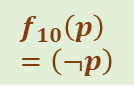 f₁₀(p)
= (¬p)